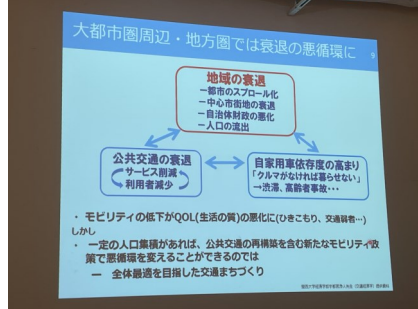 大都市圏周辺・地方圏では衰退の悪循環に
9
地域の衰退
－都市のスプロール化
－中心市街地の衰退
－自治体財政の悪化
－人口の流出
公共交通の衰退
サービス削減
利用者減少
自家用車依存度の高まり
「クルマがなければ暮らせない」
→渋滞、高齢者事故・・・
・ モビリティの低下がQOL(生活の質)の悪化に(ひきこもり、交通弱者…)
しかし
・ 一定の人口集積があれば、公共交通の再構築を含む新たなモビリティ政
策で悪循環を変えることができるのでは
－ 全体最適を目指した交通まちづくり